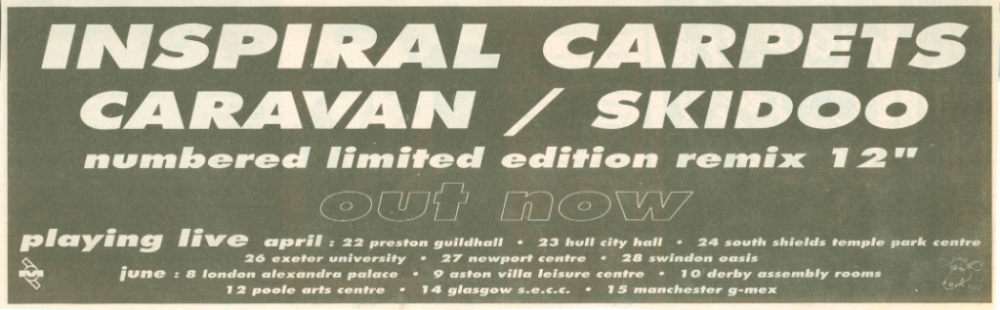 INSPIRAL CARPETS
CARAVAN / SKIDOO
numbered limited edition remix 12"
out now
playing live april : 22 preston guildhall • 23 hull city hall • 24 south shields temple park centre
26 exeter university • 27 newport centre • 28 swindon oasis
june : 8 london alexandra palace • 9 aston villa leisure centre • 10 derby assembly rooms
12 poole arts centre • 14 glasgow s.e.c.c. • 15 manchester g-mex